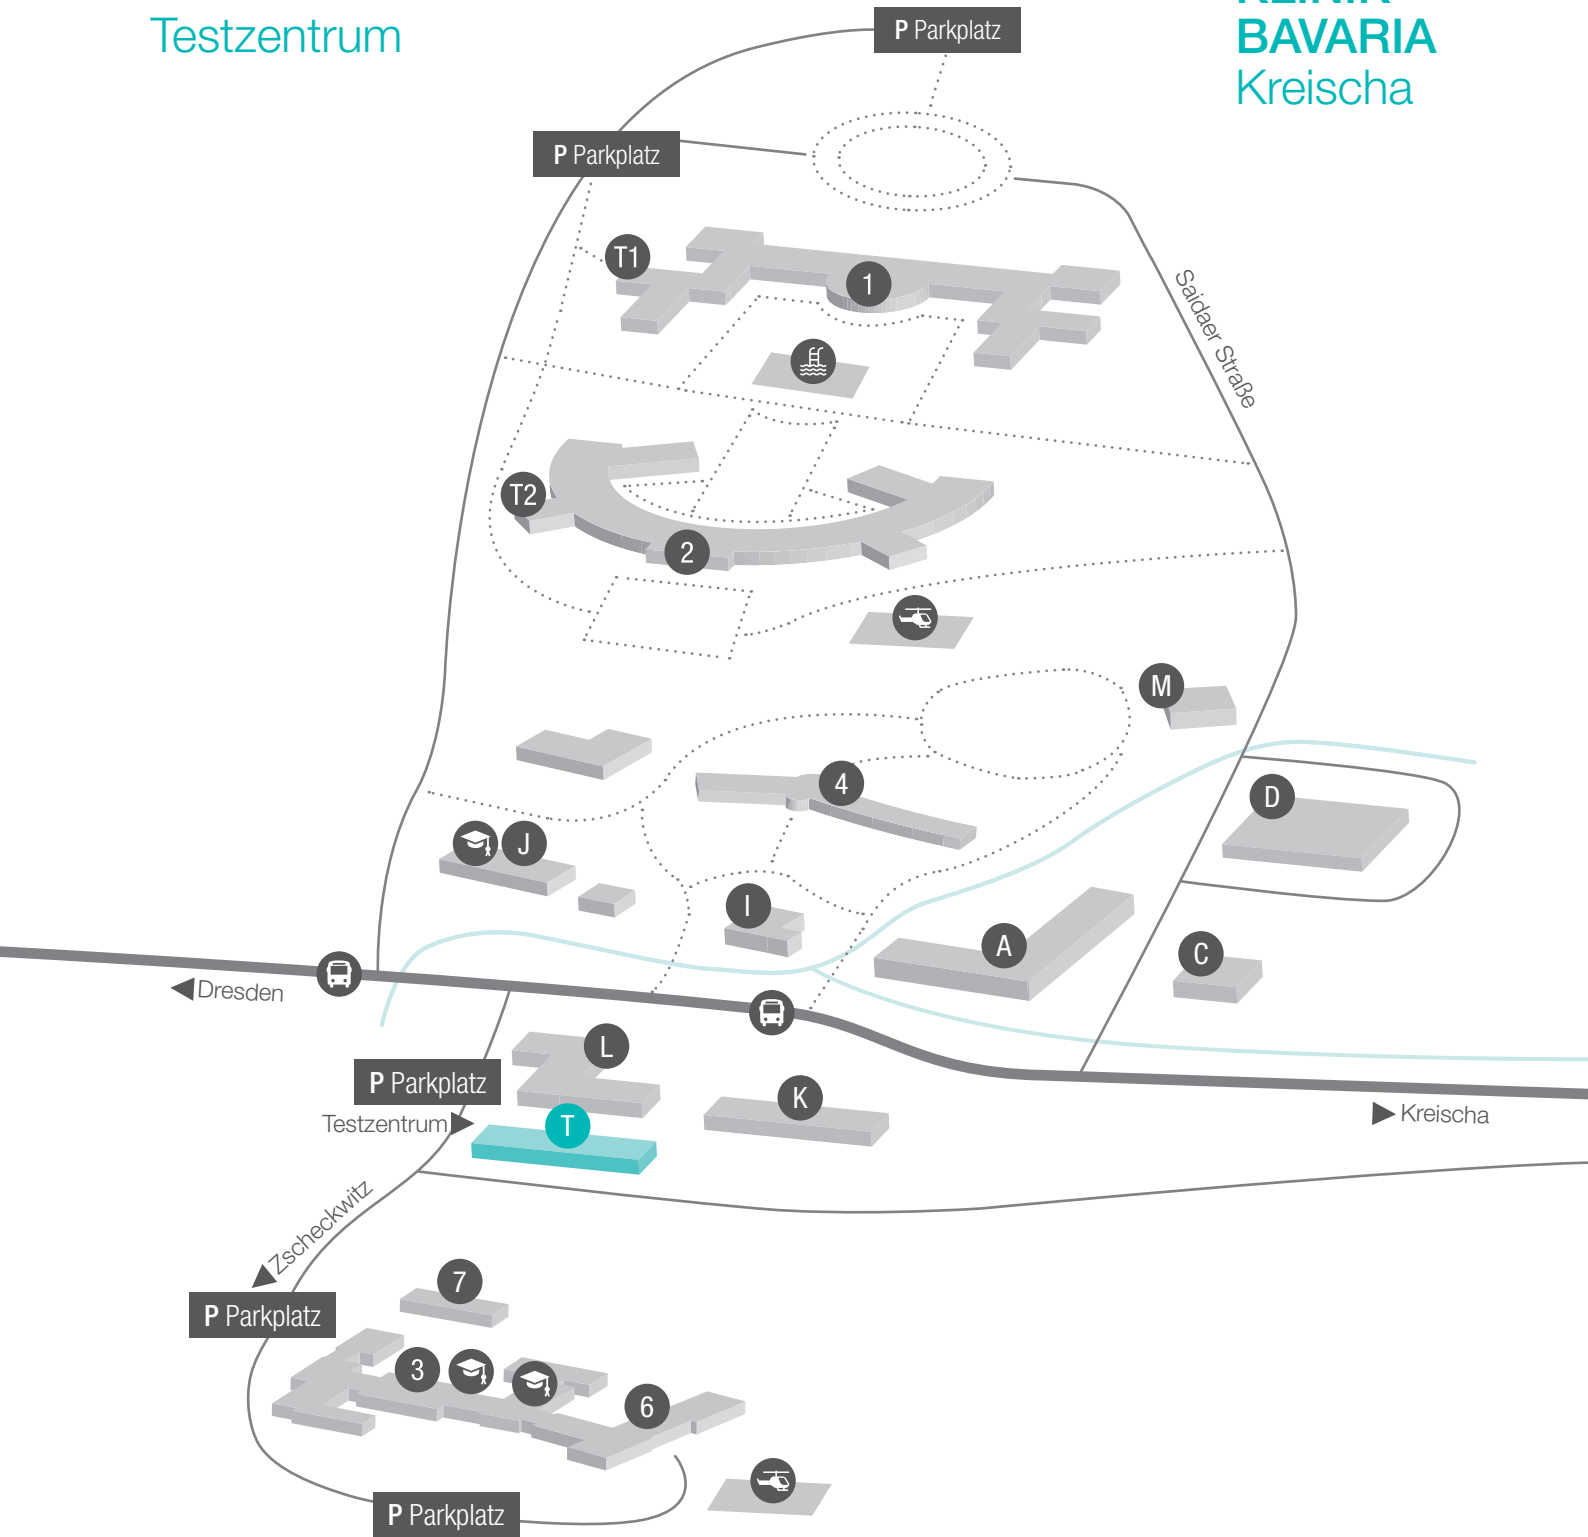 Testzentrum
KLINIK
BAVARIA
Kreischa
P Parkplatz
P Parkplatz
T1
1
Saidaer Straße
T2
2
M
4
D
J
I
A
C
Dresden
L
P Parkplatz
K
Testzentrum
T
Kreischa
Zscheckwitz
7
P Parkplatz
3
6
P Parkplatz